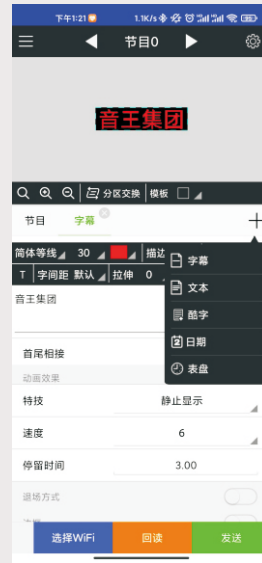 下午1:21 1.1K/s
节目0
音王集团
分区交换 模板
节目 字幕
简体等线 30 描边
T 字间距 默认 拉伸 0
字幕
文本
酷字
日期
表盘
音王集团
首尾相接
动画效果
特技 静止显示
速度 6
停留时间 3.00
退场方式
选择WiFi 回读 发送